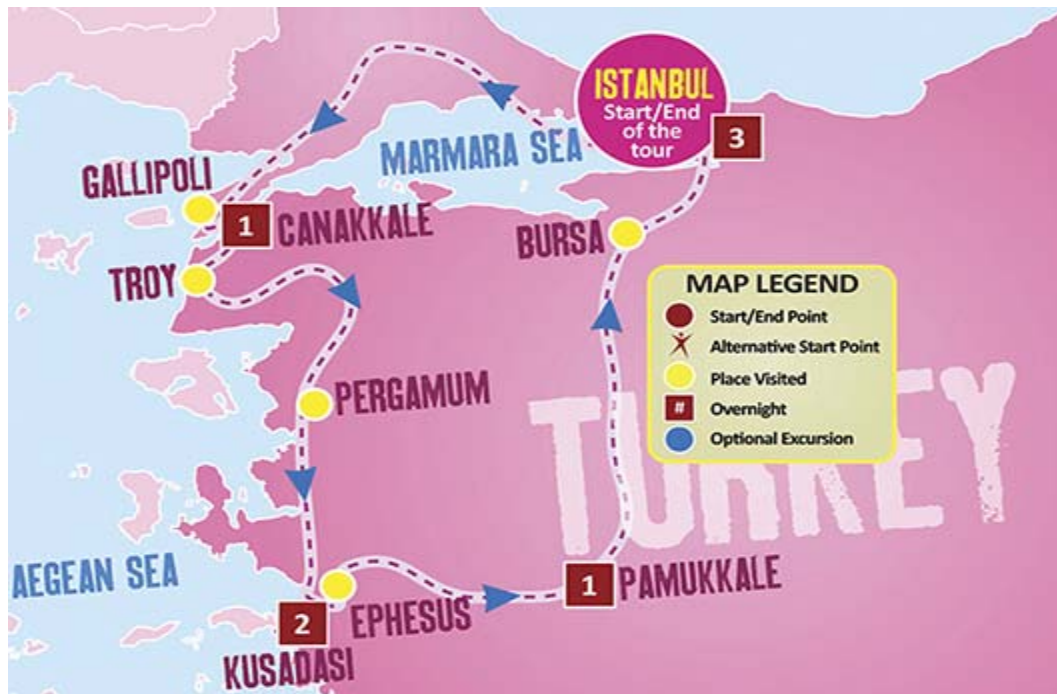 ISTANBUL
Start/End
of the
tour
3
MARMARA SEA
GALLIPOLI
1
CANAKKALE
BURSA
TROY
MAP LEGEND
Start/End Point
Alternative Start Point
Place Visited
#
Overnight
Optional Excursion
PERGAMUM
TURKEY
AEGEAN SEA
1
PAMUKKALE
EPHESUS
2
KUSADASI